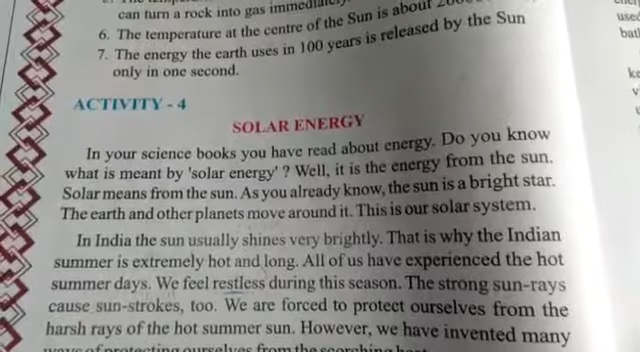 can turn a rock into gas immediately.
6. The temperature at the centre of the Sun is about
7. The energy the earth uses in 100 years is released by the Sun
only in one second.
ACTIVITY - 4
SOLAR ENERGY
In your science books you have read about energy. Do you know
what is meant by 'solar energy' ? Well, it is the energy from the sun.
Solar means from the sun. As you already know, the sun is a bright star.
The earth and other planets move around it. This is our solar system.
In India the sun usually shines very brightly. That is why the Indian
summer is extremely hot and long. All of us have experienced the hot
summer days. We feel restless during this season. The strong sun-rays
cause sun-strokes, too. We are forced to protect ourselves from the
harsh rays of the hot summer sun. However, we have invented many
ways of protecting ourselves from the scorching